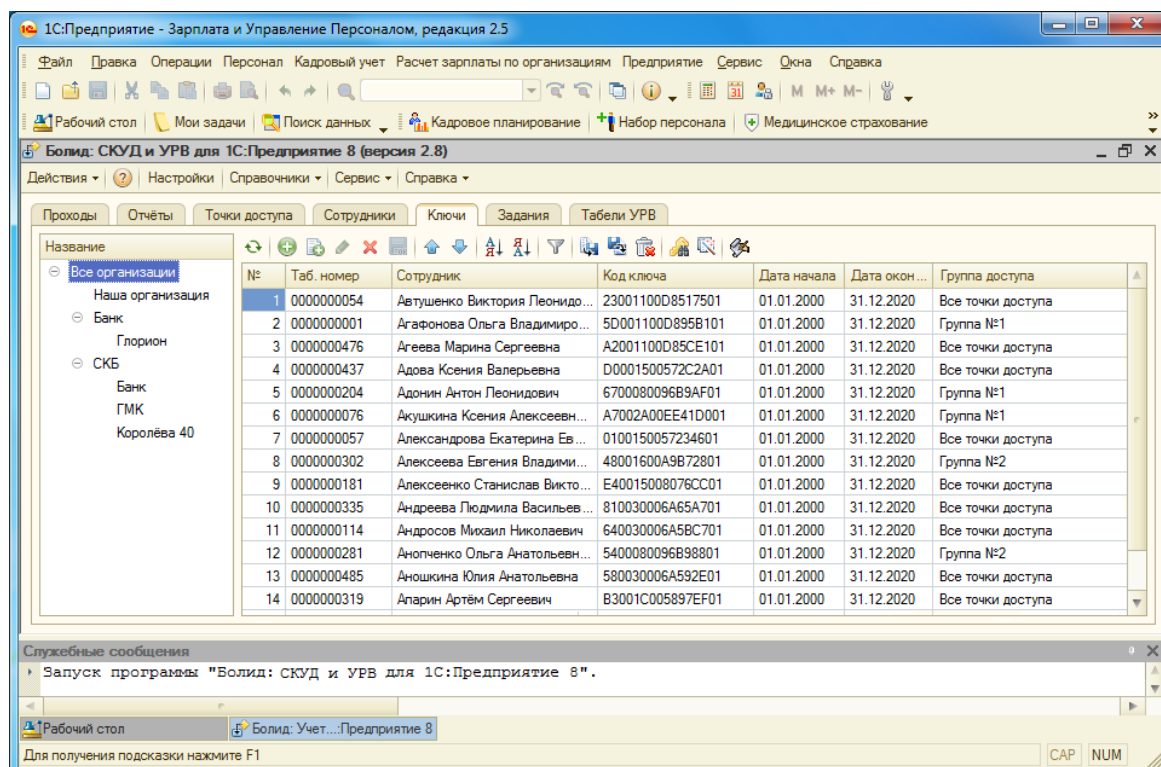 1С:Предприятие - Зарплата и Управление Персоналом, редакция 2.5
Файл Правка Операции Персонал Кадровый учет Расчет зарплаты по организациям Предприятие Сервис Окна Справка
M M+ M-
Рабочий стол Мои задачи Поиск данных Кадровое планирование Набор персонала Медицинское страхование
Болид: СКУД и УРВ для 1С:Предприятие 8 (версия 2.8)
Действия Настройки Справочники Сервис Справка
Проходы Отчёты Точки доступа Сотрудники Ключи Задания Табели УРВ
Название
Все организации
Наша организация
Банк
Глорион
СКБ
Банк
ГМК
Королёва 40
№ Таб. номер Сотрудник Код ключа Дата начала Дата окон... Группа доступа
1 0000000054 Автушенко Виктория Леонидо... 23001100D8517501 01.01.2000 31.12.2020 Все точки доступа
2 0000000001 Агафонова Ольга Владимиро... 5D001100D895B101 01.01.2000 31.12.2020 Группа №1
3 0000000476 Агеева Марина Сергеевна A2001100D85CE101 01.01.2000 31.12.2020 Все точки доступа
4 0000000437 Адова Ксения Валерьевна D0001500572C2A01 01.01.2000 31.12.2020 Все точки доступа
5 0000000204 Адонин Антон Леонидович 6700080096B9AF01 01.01.2000 31.12.2020 Группа №1
6 0000000076 Акушкина Ксения Алексеевн... A7002A00EE41D001 01.01.2000 31.12.2020 Группа №1
7 0000000057 Александрова Екатерина Ев... 0100150057234601 01.01.2000 31.12.2020 Все точки доступа
8 0000000302 Алексеева Евгения Владими... 48001600A9B72801 01.01.2000 31.12.2020 Группа №2
9 0000000181 Алексеенко Станислав Викто... E40015008076CC01 01.01.2000 31.12.2020 Все точки доступа
10 0000000335 Андреева Людмила Васильев... 810030006A65A701 01.01.2000 31.12.2020 Все точки доступа
11 0000000114 Андросов Михаил Николаевич 640030006A5BC701 01.01.2000 31.12.2020 Все точки доступа
12 0000000281 Анопченко Ольга Анатольевн... 5400080096B98801 01.01.2000 31.12.2020 Группа №2
13 0000000485 Аношкина Юлия Анатольевна 580030006A592E01 01.01.2000 31.12.2020 Все точки доступа
14 0000000319 Апарин Артём Сергеевич B3001C005897EF01 01.01.2000 31.12.2020 Все точки доступа
Служебные сообщения
Запуск программы "Болид: СКУД и УРВ для 1С:Предприятие 8".
Рабочий стол Болид: Учет...:Предприятие 8
Для получения подсказки нажмите F1 CAP NUM